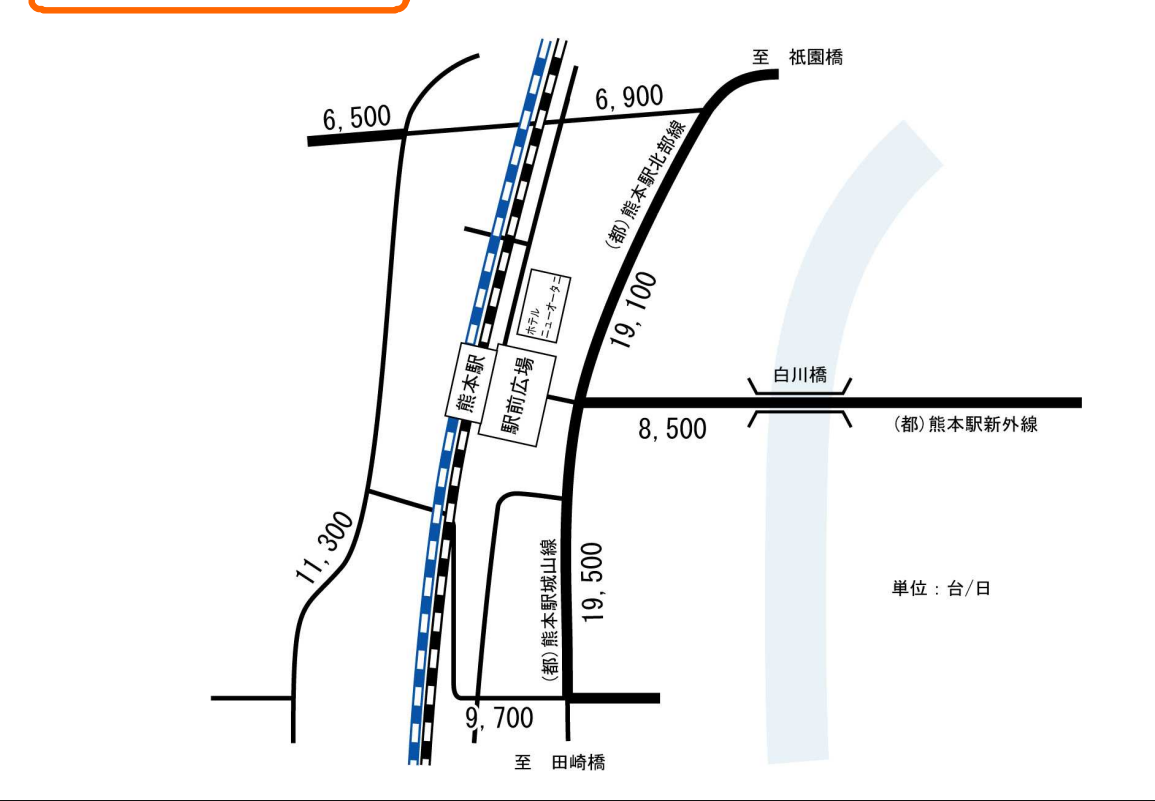 至　祇園橋
6,500
6,900
(都)熊本駅北部線
19,100
ホテル
ニューオータニ
熊本駅
駅前広場
白川橋
8,500
(都)熊本駅新外線
11,300
(都)熊本駅城山線
19,500
単位：台/日
9,700
至　田崎橋